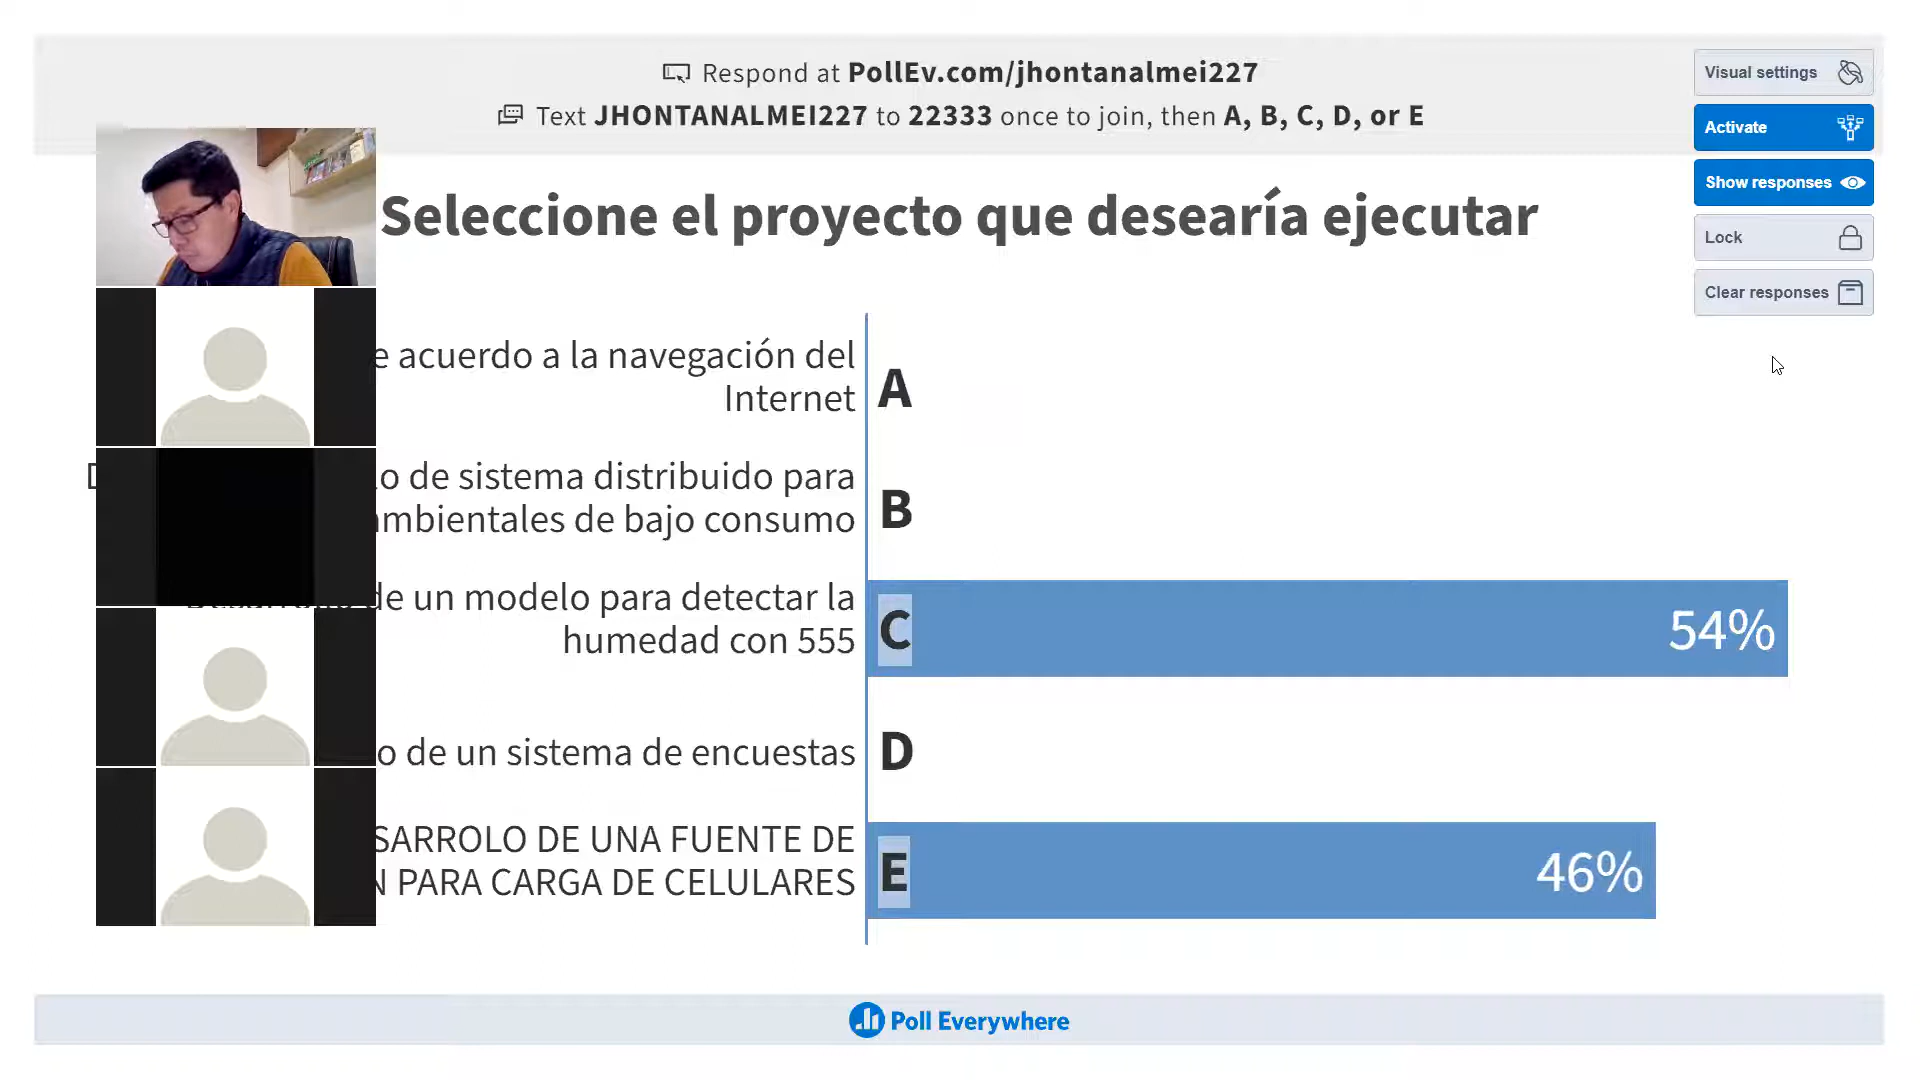 Respond at PollEv.com/jhontanalmei227
Text JHONTANALMEI227 to 22333 once to join, then A, B, C, D, or E
Visual settings
Activate
Show responses
Lock
Clear responses
Seleccione el proyecto que desearía ejecutar
acuerdo a la navegación del
Internet
A
de sistema distribuido para
ambientales de bajo consumo
B
de un modelo para detectar la
humedad con 555
C
54%
de un sistema de encuestas
D
DE UNA FUENTE DE
PARA CARGA DE CELULARES
E
46%
Poll Everywhere